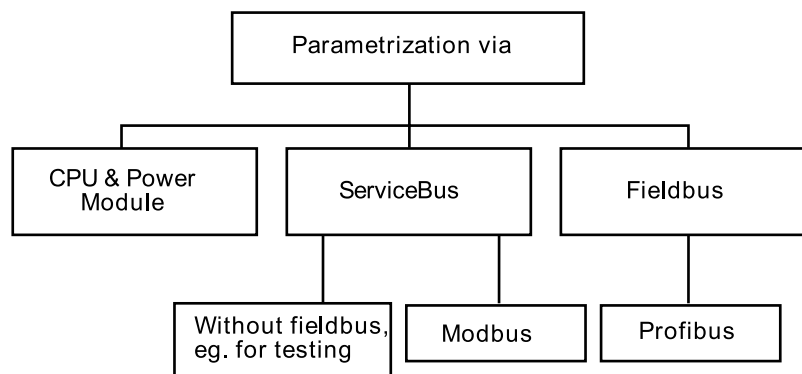 Parametrization via
CPU & Power
Module
ServiceBus
Fieldbus
Without fieldbus,
eg. for testing
Modbus
Profibus